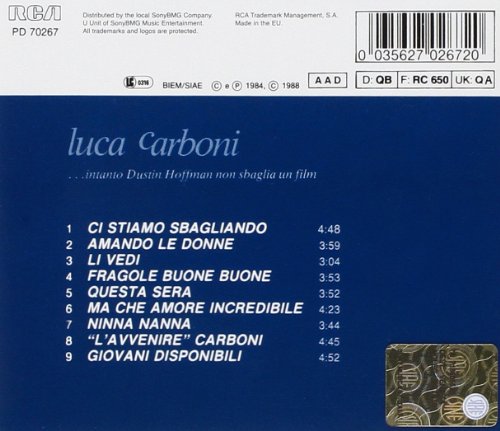 RCA
PD 70267
Distributed by the local SonyBMG Company.
U Unit of SonyBMG Music Entertainment.
All trademarks and logos are protected.
RCA Trademark Management, S.A.
Made in the EU.
0 035627 026720
LC 0316
BIEM/SIAE
© e ℗ 1984, © 1988
AAD
D: QB
F: RC 650
UK: QA
luca carboni
...intanto Dustin Hoffman non sbaglia un film
1 CI STIAMO SBAGLIANDO 4:48
2 AMANDO LE DONNE 3:59
3 LI VEDI 3:04
4 FRAGOLE BUONE BUONE 3:53
5 QUESTA SERA 3:52
6 MA CHE AMORE INCREDIBILE 4:23
7 NINNA NANNA 3:44
8 "L'AVVENIRE" CARBONI 4:45
9 GIOVANI DISPONIBILI 4:52